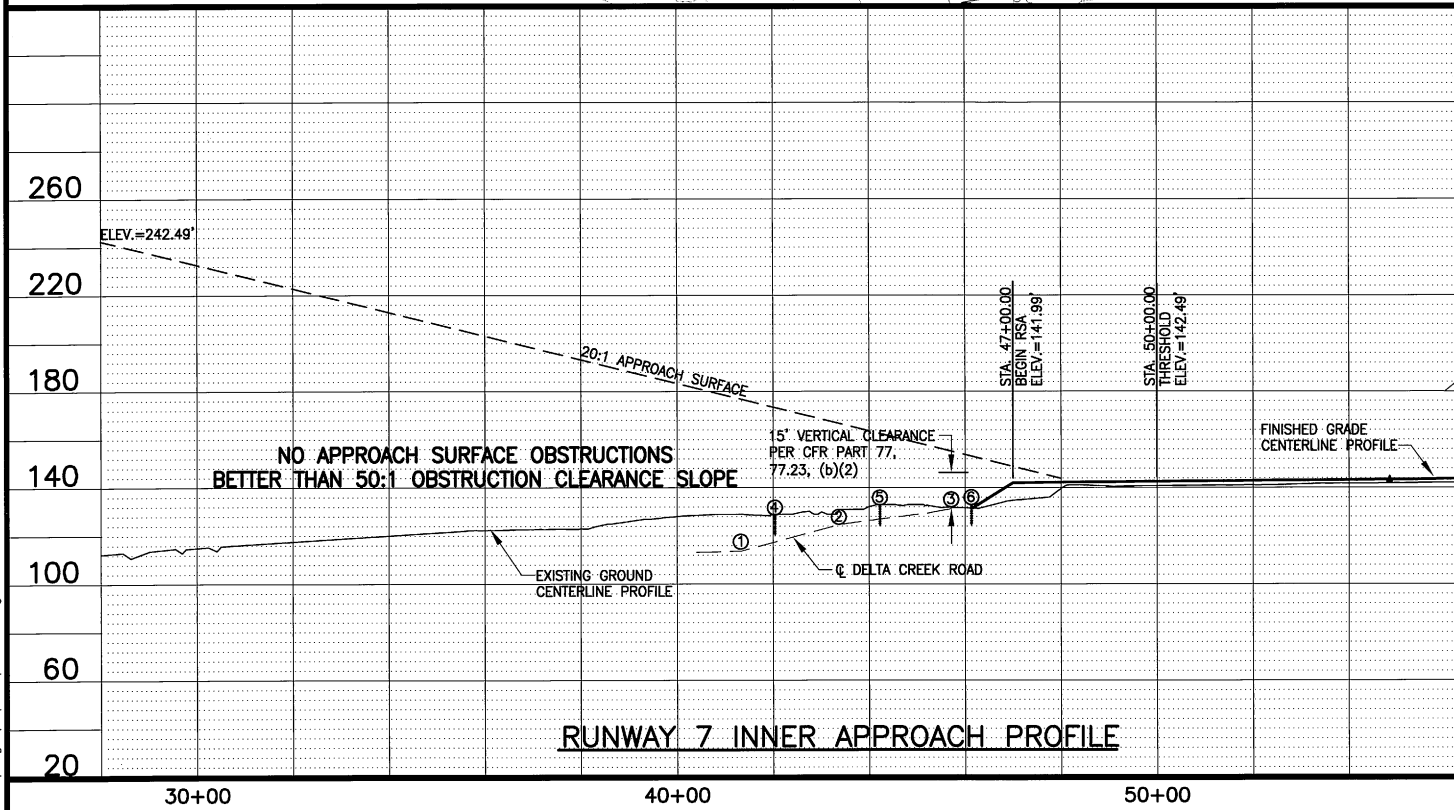 260
ELEV.=242.49'
220
20:1 APPROACH SURFACE
180
STA. 47+00.00
BEGIN RSA
ELEV.=141.99'
STA. 50+00.00
THRESHOLD
ELEV.=142.49'
NO APPROACH SURFACE OBSTRUCTIONS
BETTER THAN 50:1 OBSTRUCTION CLEARANCE SLOPE
15' VERTICAL CLEARANCE
PER CFR PART 77,
77.23, (b)(2)
FINISHED GRADE
CENTERLINE PROFILE
140
4
5
3
6
2
1
100
EXISTING GROUND
CENTERLINE PROFILE
℄ DELTA CREEK ROAD
60
RUNWAY 7 INNER APPROACH PROFILE
20
30+00
40+00
50+00